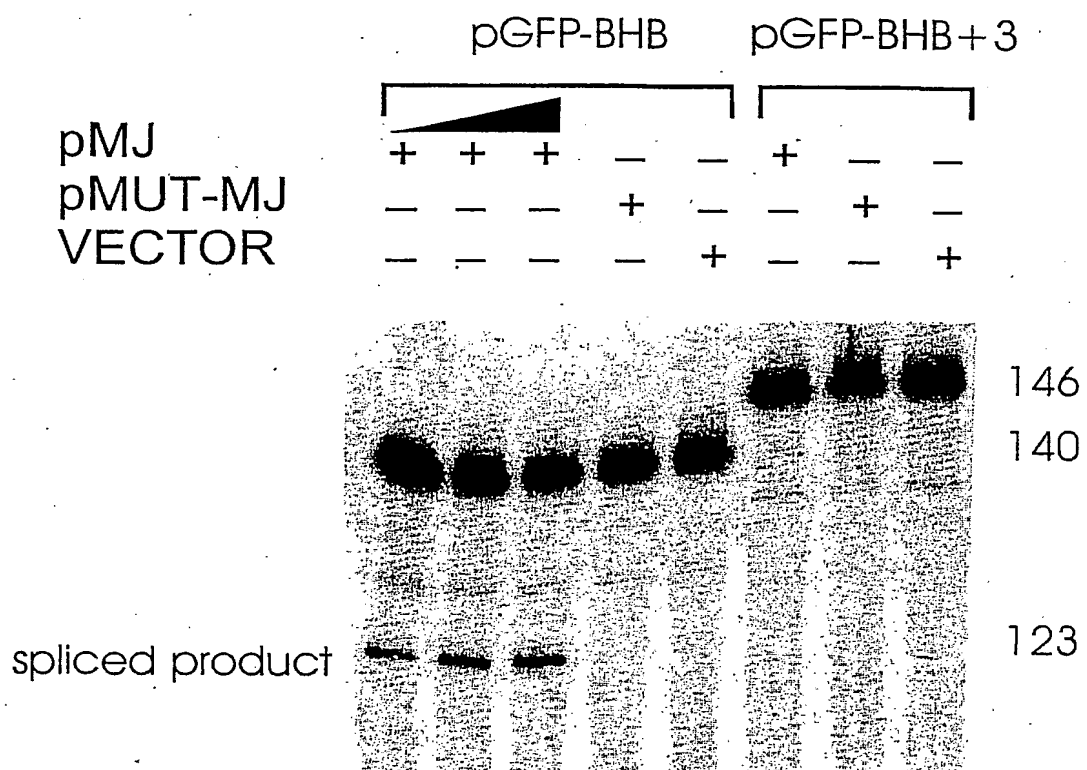 pGFP-BHB pGFP-BHB+3
pMJ + + + – – + – –
pMUT-MJ – – – + – – + –
VECTOR – – – – + – – +
146
140
123
spliced product